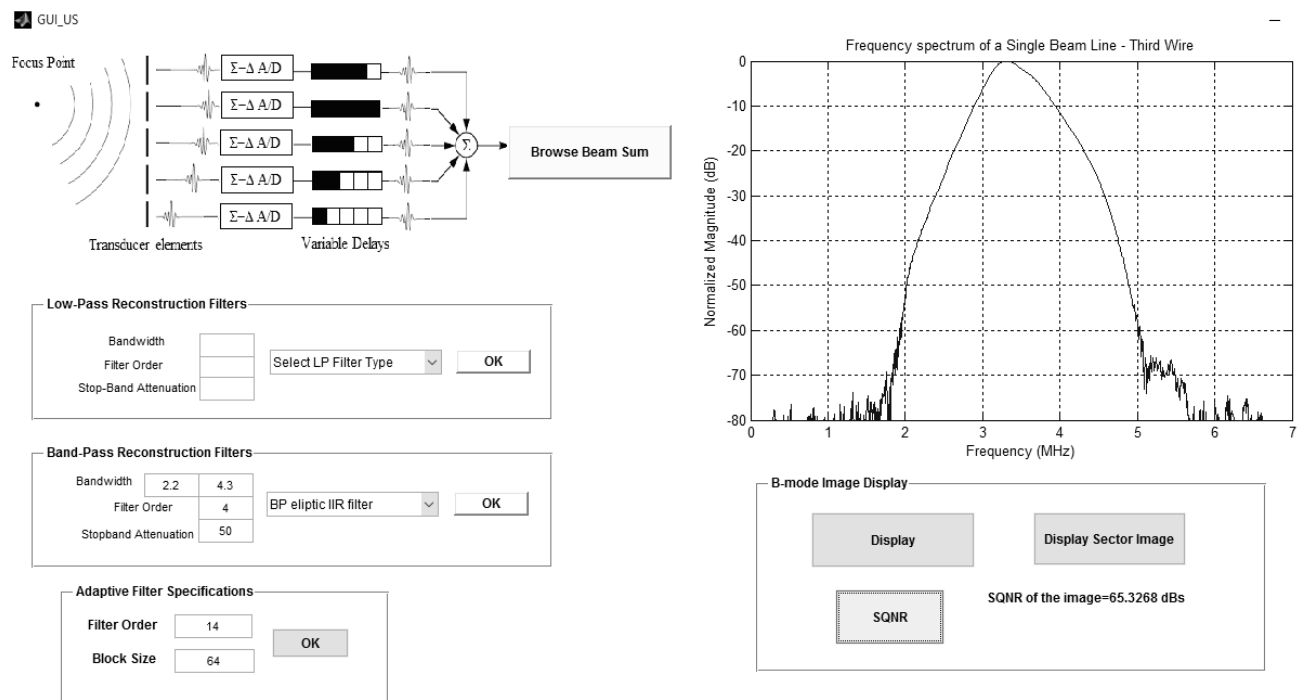 GUI_US
Focus Point
Σ-Δ A/D
Σ-Δ A/D
Σ-Δ A/D
Σ-Δ A/D
Σ-Δ A/D
Σ
Browse Beam Sum
Transducer elements
Variable Delays
Low-Pass Reconstruction Filters
Bandwidth
Filter Order
Stop-Band Attenuation
Select LP Filter Type
OK
Band-Pass Reconstruction Filters
Bandwidth 2.2 4.3
Filter Order 4
Stopband Attenuation 50
BP eliptic IIR filter
OK
Adaptive Filter Specifications
Filter Order 14
Block Size 64
OK
Frequency spectrum of a Single Beam Line - Third Wire
Normalized Magnitude (dB)
0
-10
-20
-30
-40
-50
-60
-70
-80
0 1 2 3 4 5 6 7
Frequency (MHz)
B-mode Image Display
Display
Display Sector Image
SQNR
SQNR of the image=65.3268 dBs